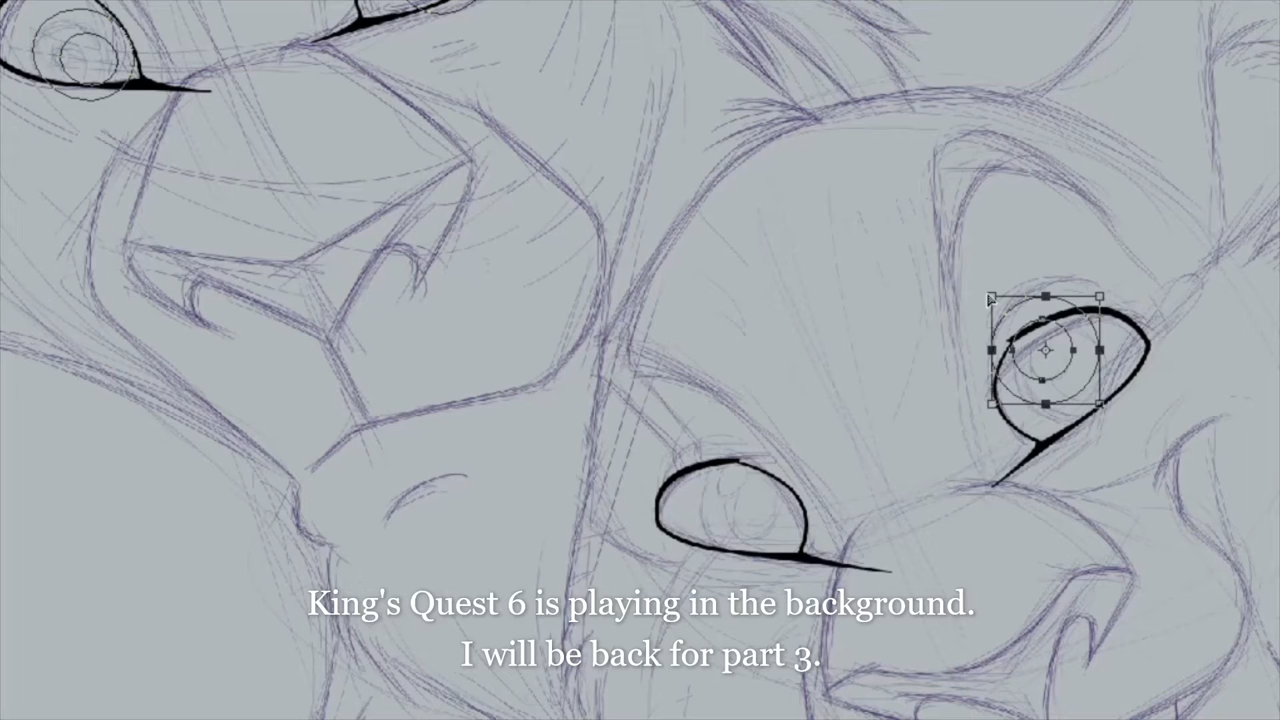 King's Quest 6 is playing in the background.
I will be back for part 3.